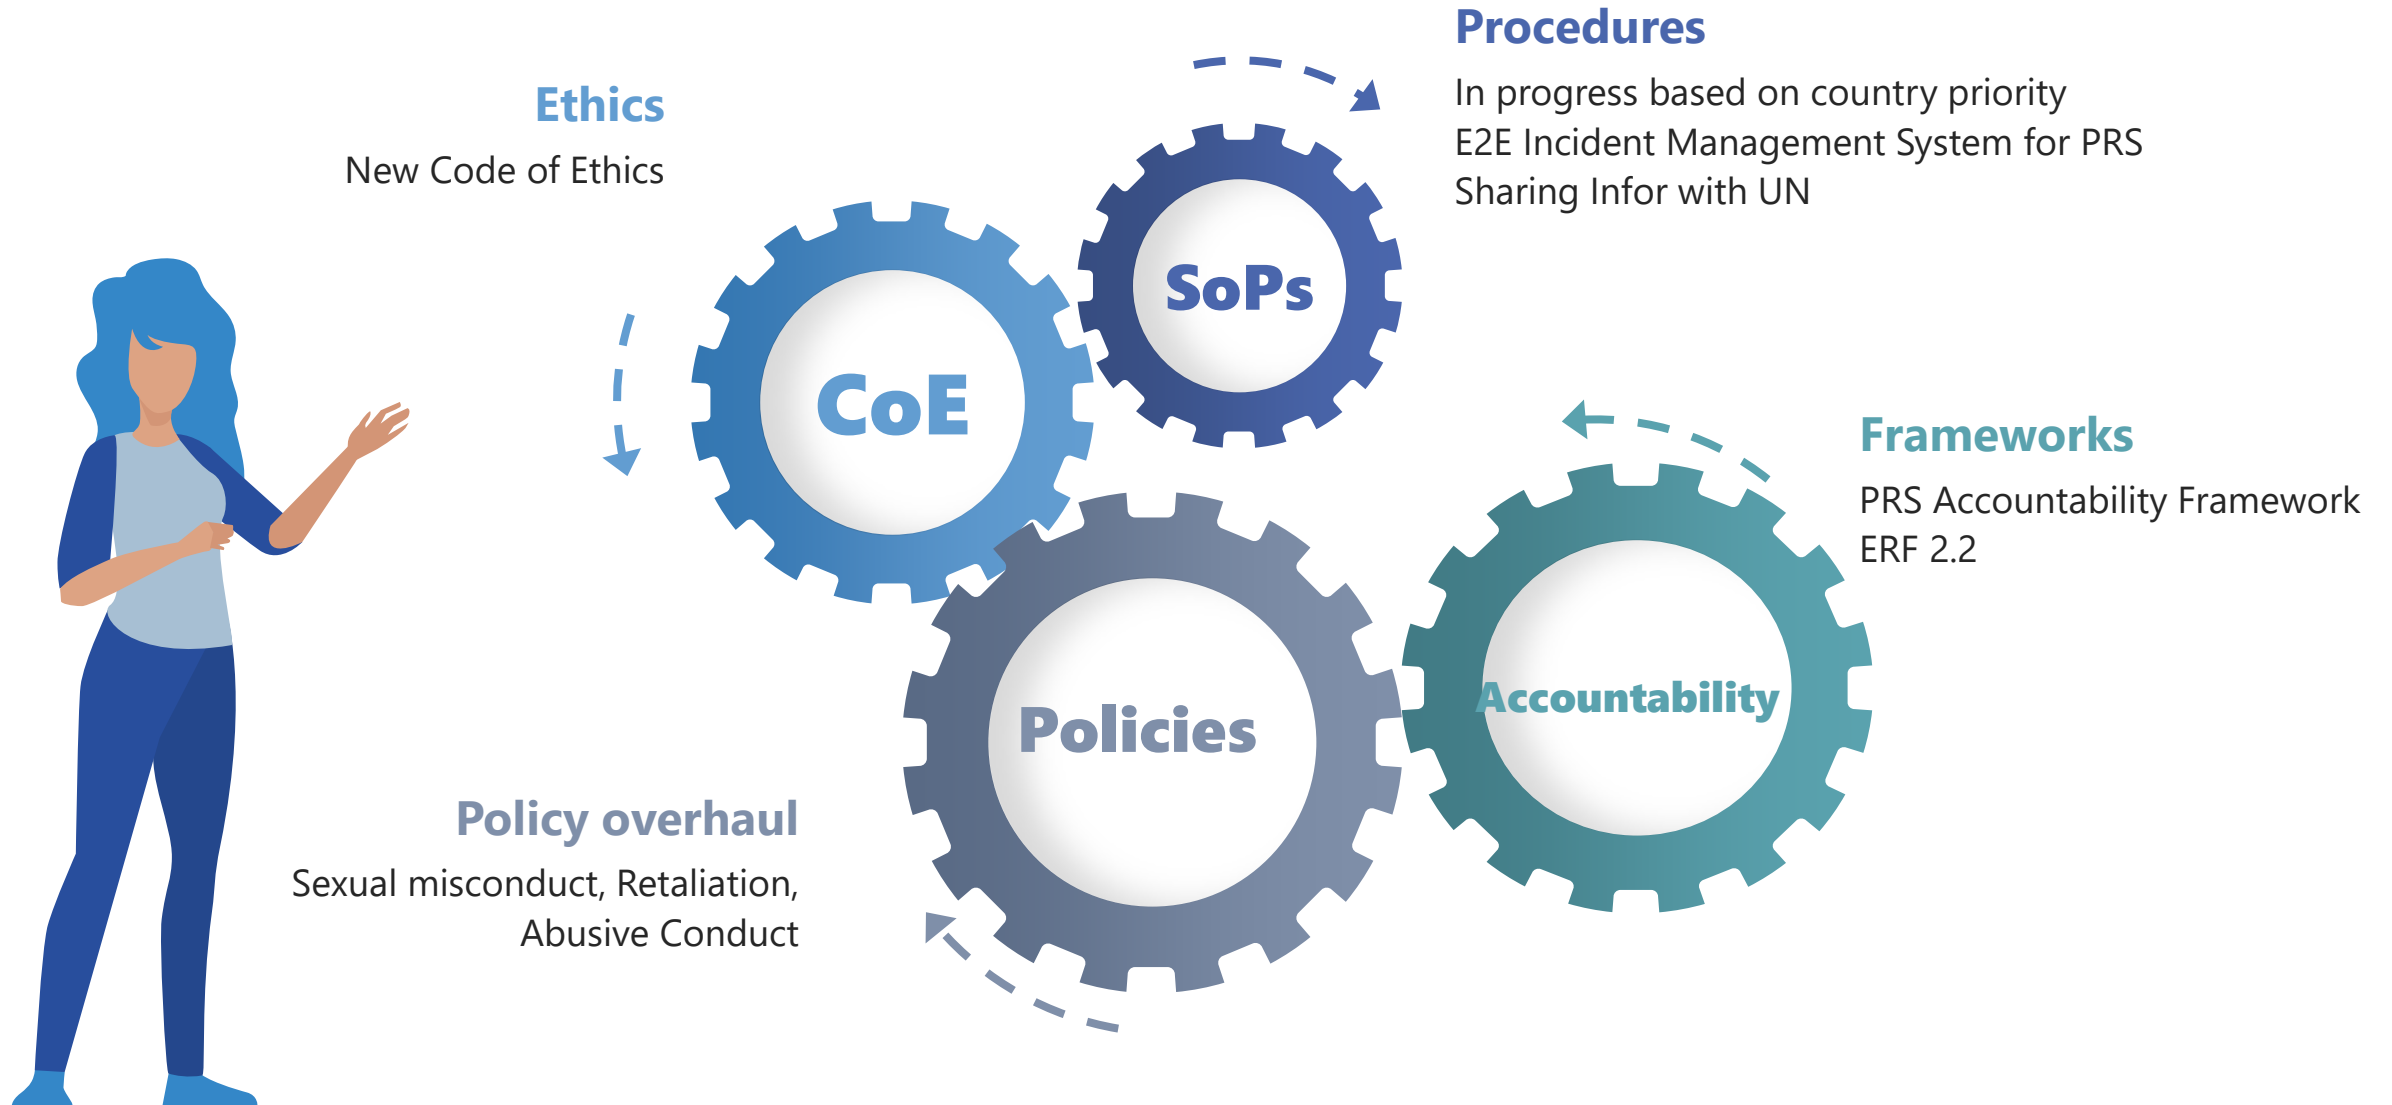 Procedures
In progress based on country priority
E2E Incident Management System for PRS
Sharing Infor with UN
Ethics
New Code of Ethics
SoPs
CoE
Frameworks
PRS Accountability Framework
ERF 2.2
Accountability
Policies
Policy overhaul
Sexual misconduct, Retaliation,
Abusive Conduct